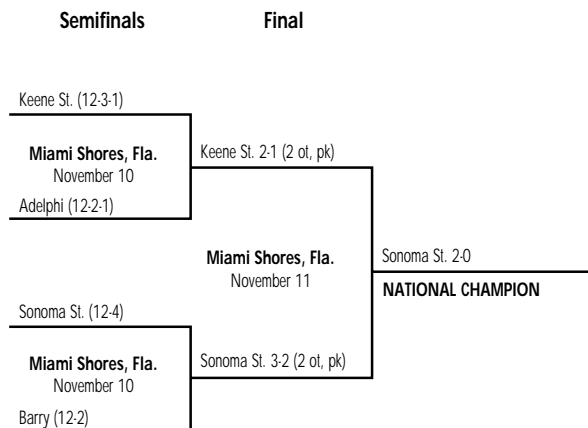 Semifinals Final
Keene St. (12-3-1)
Miami Shores, Fla.
November 10
Adelphi (12-2-1)
Keene St. 2-1 (2 ot, pk)
Miami Shores, Fla.
November 11
Sonoma St. 2-0
NATIONAL CHAMPION
Sonoma St. (12-4)
Miami Shores, Fla.
November 10
Barry (12-2)
Sonoma St. 3-2 (2 ot, pk)